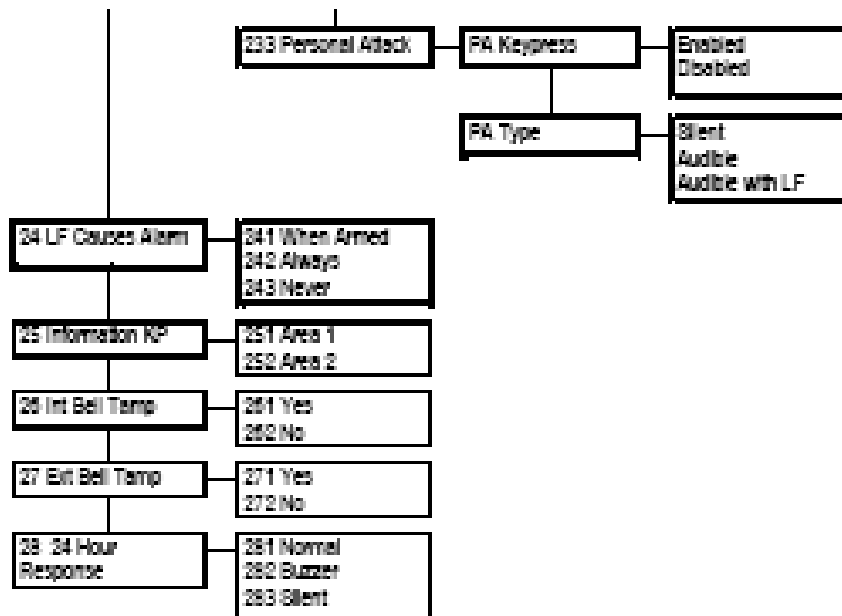 233 Personal Attack
PA Keypress
Enabled
Disabled
PA Type
Silent
Audible
Audible with LF
24 LF Causes Alarm
241 When Armed
242 Always
243 Never
25 Information KP
251 Area 1
252 Area 2
26 Int Bell Tamp
261 Yes
262 No
27 Ext Bell Tamp
271 Yes
272 No
28 24 Hour
Response
281 Normal
282 Buzzer
283 Silent